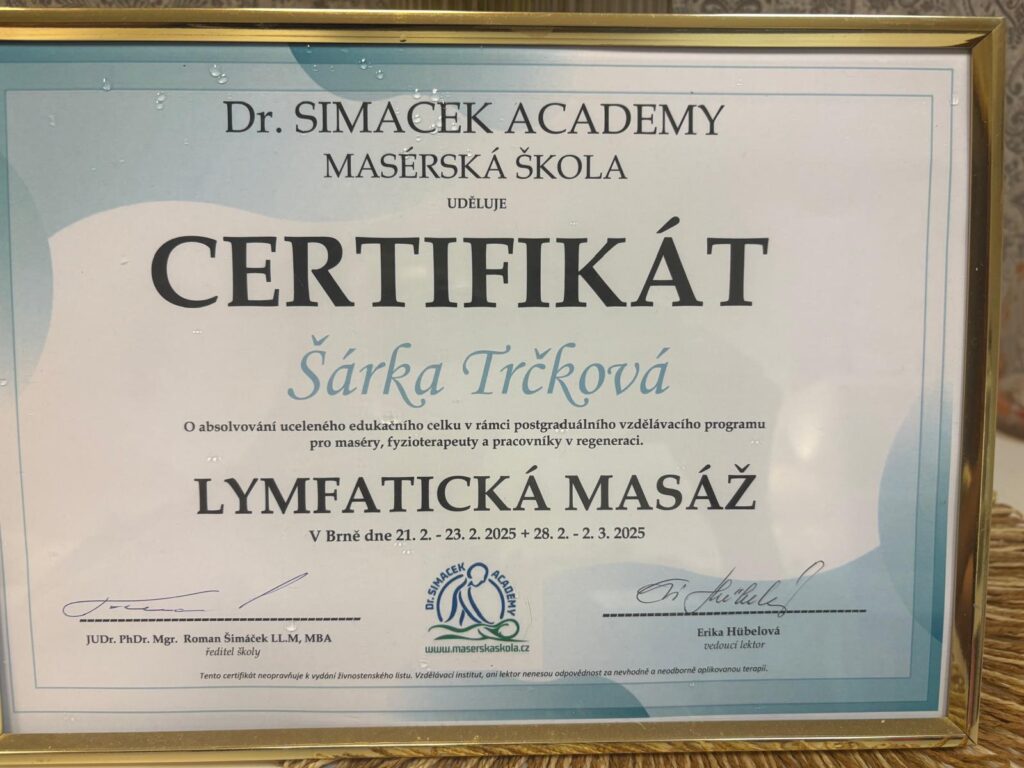 Dr. SIMACEK ACADEMY
MASÉRSKÁ ŠKOLA
UDĚLUJE
CERTIFIKÁT
Šárka Trčková
O absolvování uceleného edukačního celku v rámci postgraduálního vzdělávacího programu
pro maséry, fyzioterapeuty a pracovníky v regeneraci.
LYMFATICKÁ MASÁŽ
V Brně dne 21. 2. - 23. 2. 2025 + 28. 2. - 2. 3. 2025
DR. SIMACEK ACADEMY
www.maserskaskola.cz
JUDr. PhDr. Mgr. Roman Šimáček LL.M, MBA
ředitel školy
Erika Hübelová
vedoucí lektor
Tento certifikát neopravňuje k vydání živnostenského listu. Vzdělávací institut, ani lektor nenesou odpovědnost za nevhodně a neodborně aplikovanou terapii.